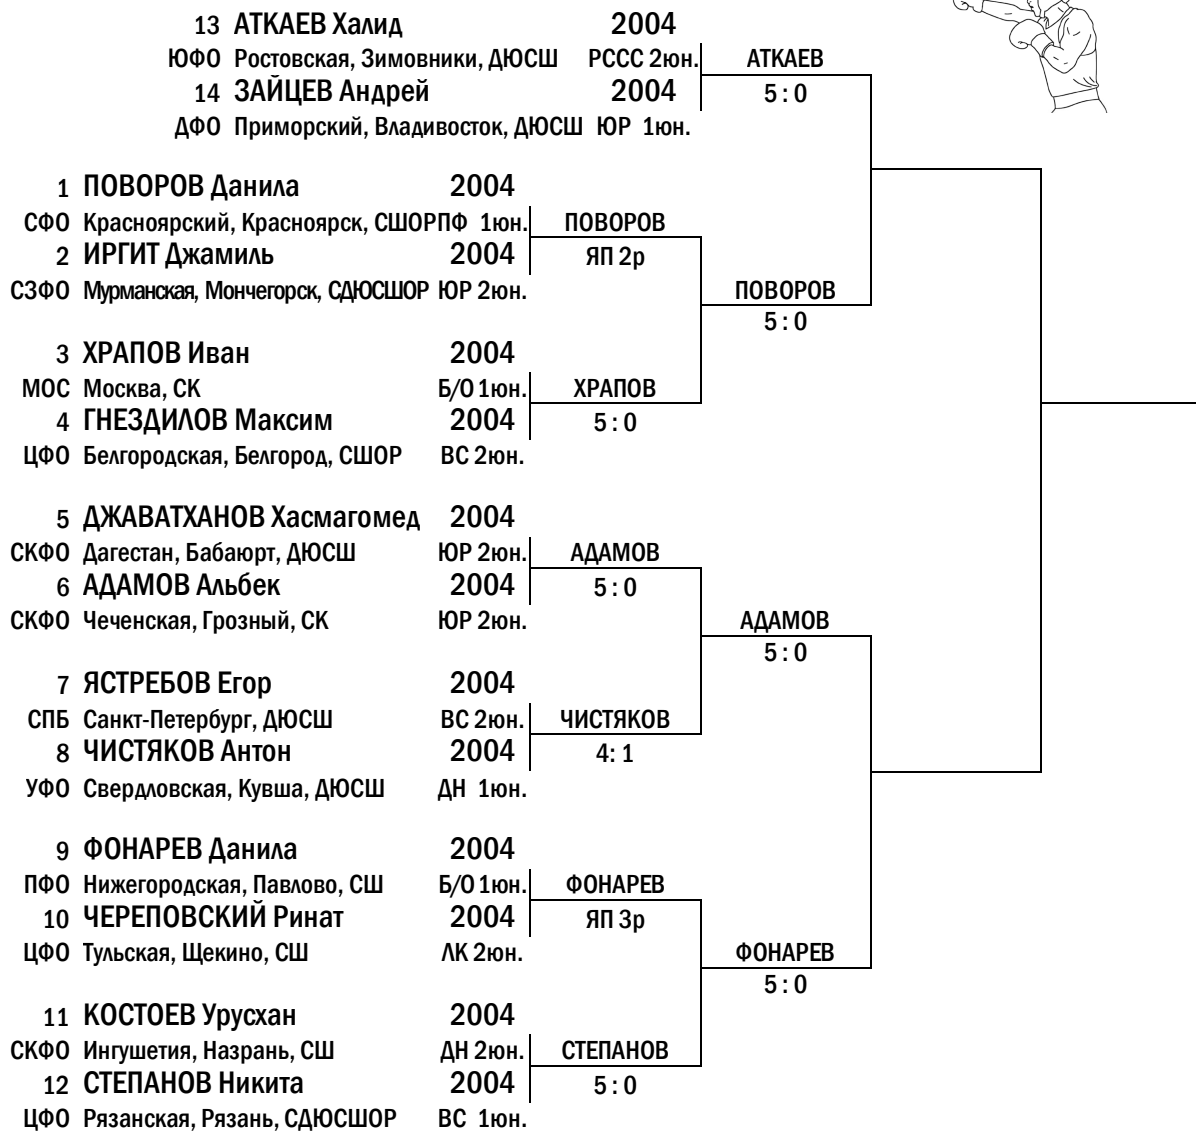 13 АТКАЕВ Халид 2004
ЮФО Ростовская, Зимовники, ДЮСШ РССС 2юн. АТКАЕВ
14 ЗАЙЦЕВ Андрей 2004 5 : 0
ДФО Приморский, Владивосток, ДЮСШ ЮР 1юн.
1 ПОВОРОВ Данила 2004
СФО Красноярский, Красноярск, СШОРПФ 1юн. ПОВОРОВ
2 ИРГИТ Джамиль 2004 ЯП 2р
СЗФО Мурманская, Мончегорск, СДЮСШОР ЮР 2юн. ПОВОРОВ
5 : 0
3 ХРАПОВ Иван 2004
МОС Москва, СК Б/О 1юн. ХРАПОВ
4 ГНЕЗДИЛОВ Максим 2004 5 : 0
ЦФО Белгородская, Белгород, СШОР ВС 2юн.
5 ДЖАВАТХАНОВ Хасмагомед 2004
СКФО Дагестан, Бабаюрт, ДЮСШ ЮР 2юн. АДАМОВ
6 АДАМОВ Альбек 2004 5 : 0
СКФО Чеченская, Грозный, СК ЮР 2юн. АДАМОВ
5 : 0
7 ЯСТРЕБОВ Егор 2004
СПБ Санкт-Петербург, ДЮСШ ВС 2юн. ЧИСТЯКОВ
8 ЧИСТЯКОВ Антон 2004 4: 1
УФО Свердловская, Кувша, ДЮСШ ДН 1юн.
9 ФОНАРЕВ Данила 2004
ПФО Нижегородская, Павлово, СШ Б/О 1юн. ФОНАРЕВ
10 ЧЕРЕПОВСКИЙ Ринат 2004 ЯП 3р
ЦФО Тульская, Щекино, СШ ЛК 2юн. ФОНАРЕВ
5 : 0
11 КОСТОЕВ Урусхан 2004
СКФО Ингушетия, Назрань, СШ ДН 2юн. СТЕПАНОВ
12 СТЕПАНОВ Никита 2004 5 : 0
ЦФО Рязанская, Рязань, СДЮСШОР ВС 1юн.